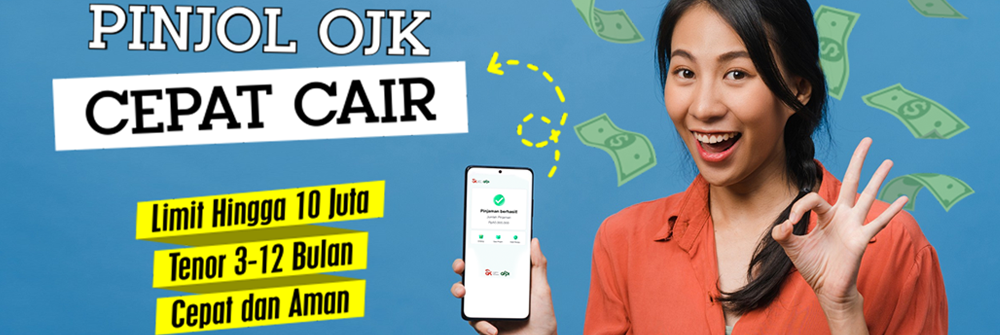 PINJOL OJK
CEPAT CAIR
Limit Hingga 10 Juta
Tenor 3-12 Bulan
Cepat dan Aman
Pinjaman berhasil